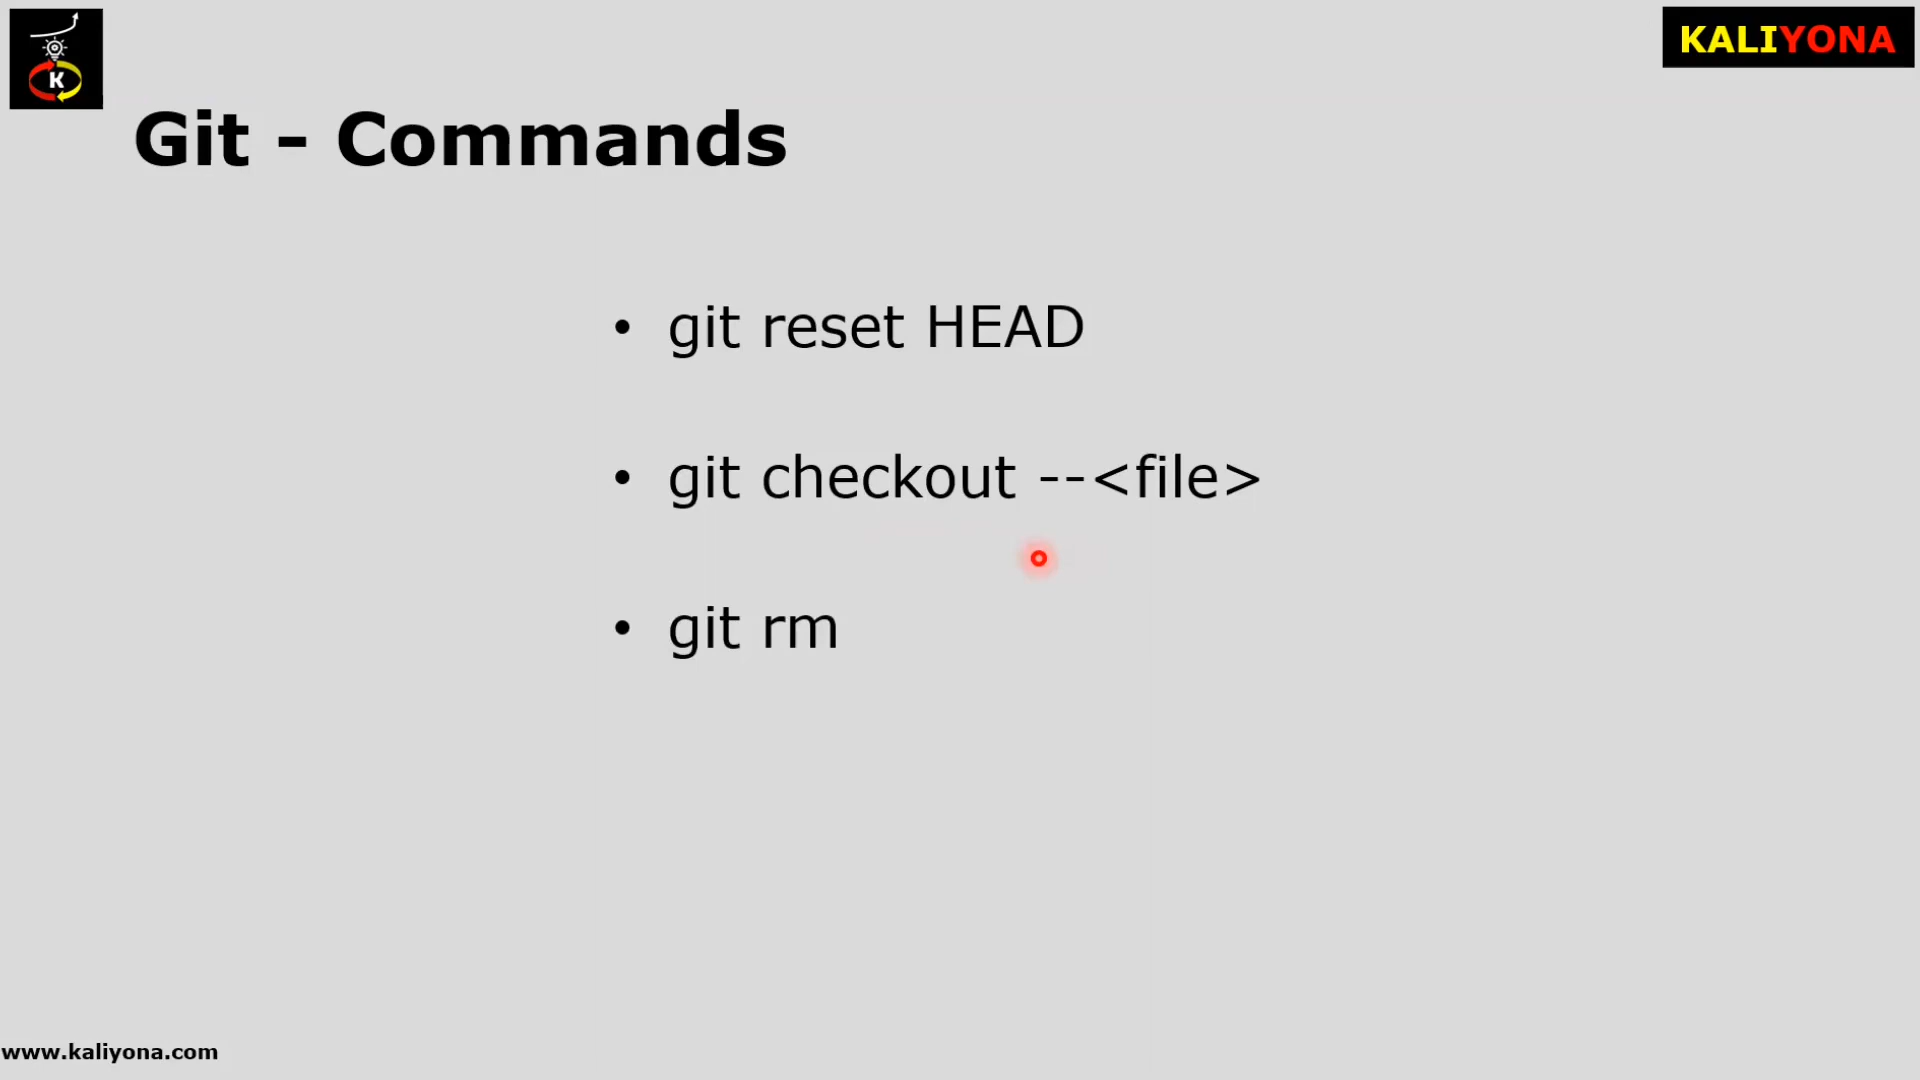 K
KALIYONA
Git - Commands
• git reset HEAD
• git checkout --<file>
• git rm
www.kaliyona.com